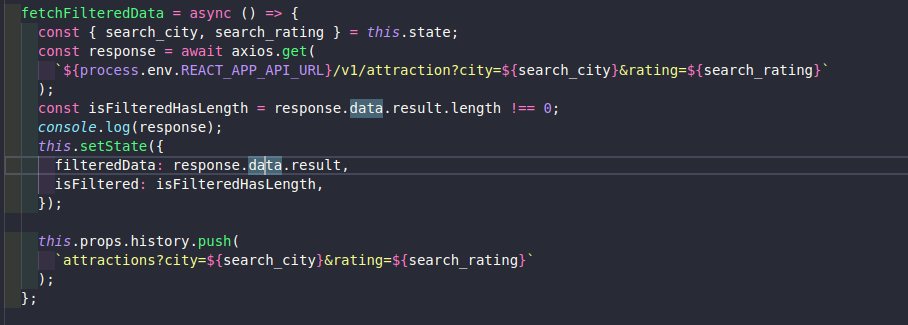 fetchFilteredData = async () => {
const { search_city, search_rating } = this.state;
const response = await axios.get(
`${process.env.REACT_APP_API_URL}/v1/attraction?city=${search_city}&rating=${search_rating}`
);
const isFilteredHasLength = response.data.result.length !== 0;
console.log(response);
this.setState({
filteredData: response.data.result,
isFiltered: isFilteredHasLength,
});
this.props.history.push(
`attractions?city=${search_city}&rating=${search_rating}`
);
};